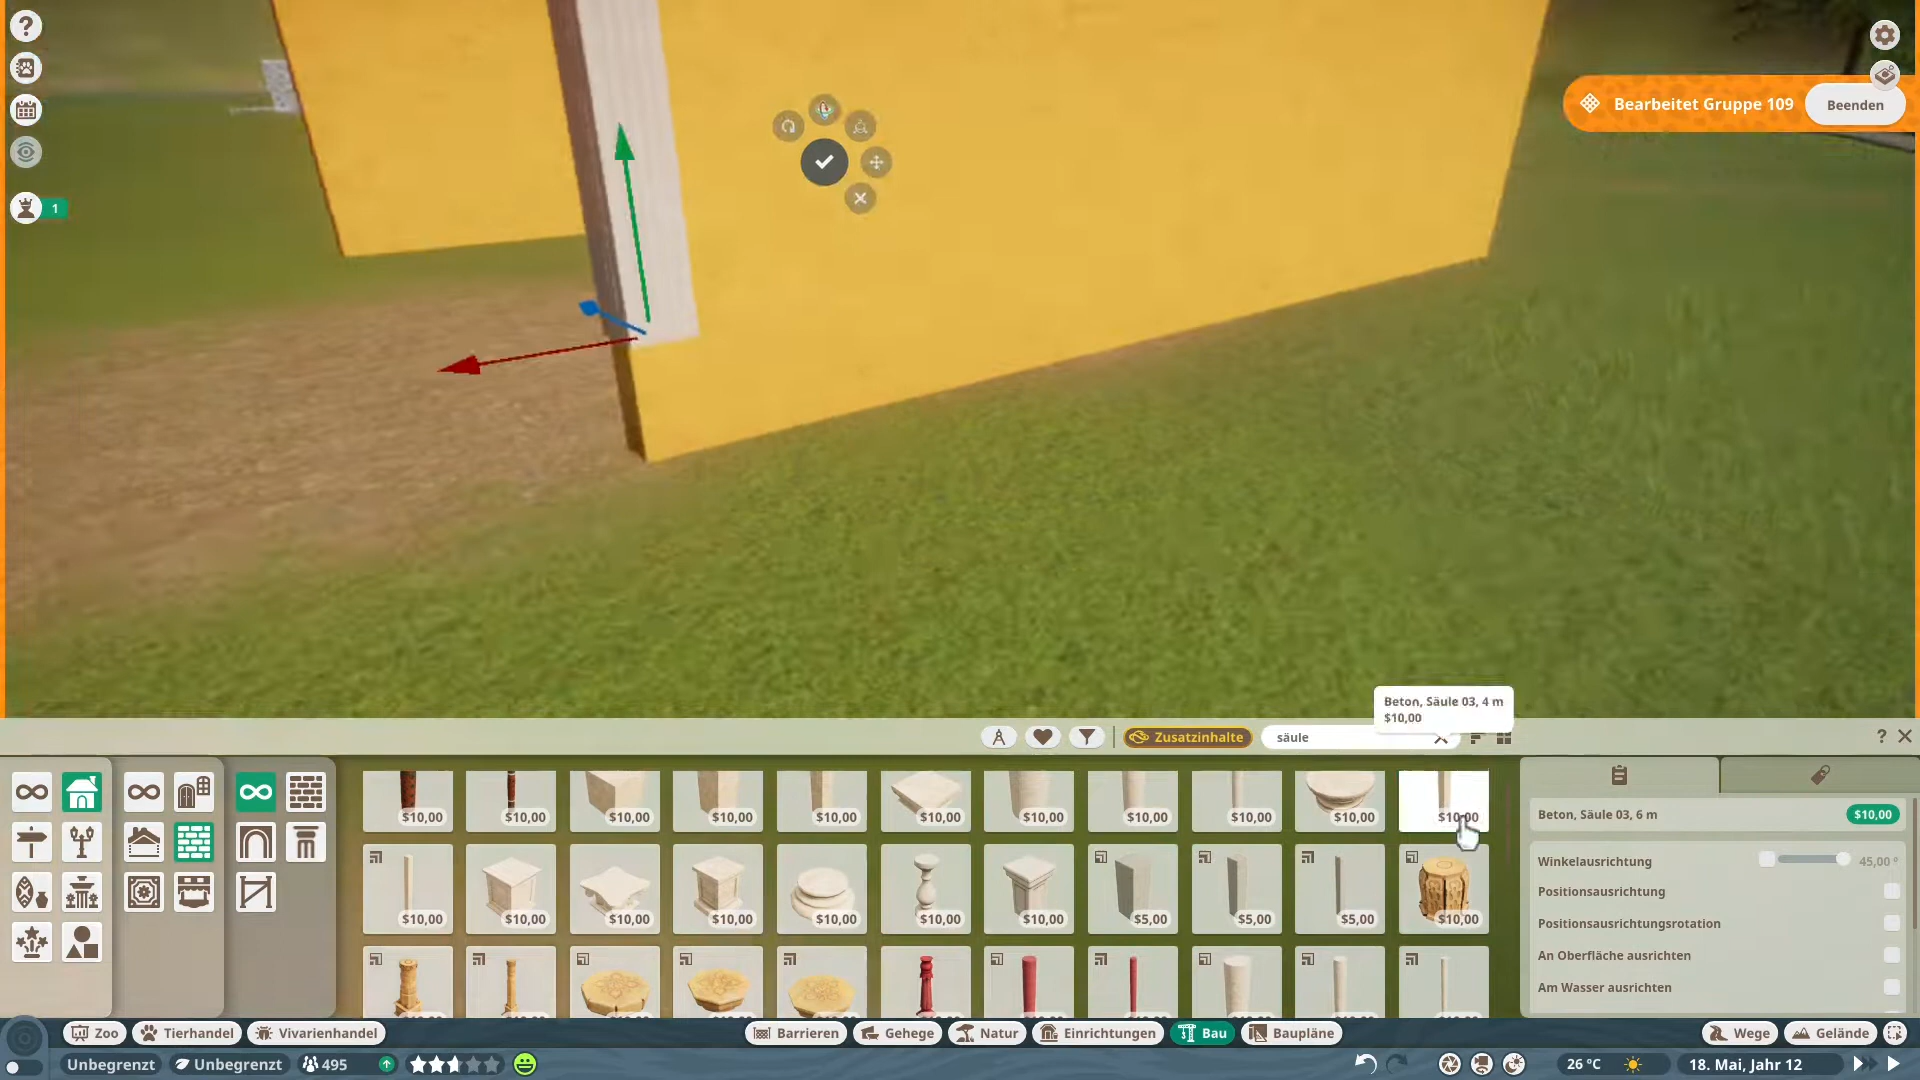 Bearbeitet Gruppe 109
Beenden
1
Beton, Säule 03, 4 m
$10,00
Zusatzinhalte
säule
?
?
$10,00 $10,00 $10,00 $10,00 $10,00 $10,00 $10,00 $10,00 $10,00 $10,00 $10,00
$10,00 $10,00 $10,00 $10,00 $10,00 $10,00 $10,00 $5,00 $5,00 $5,00 $10,00
Beton, Säule 03, 6 m
$10,00
Winkelausrichtung
45,00 °
Positionsausrichtung
Positionsausrichtungsrotation
An Oberfläche ausrichten
Am Wasser ausrichten
Zoo
Tierhandel
Vivarienhandel
Barrieren
Gehege
Natur
Einrichtungen
Bau
Baupläne
Wege
Gelände
Unbegrenzt
Unbegrenzt
495
26 °C
18. Mai, Jahr 12